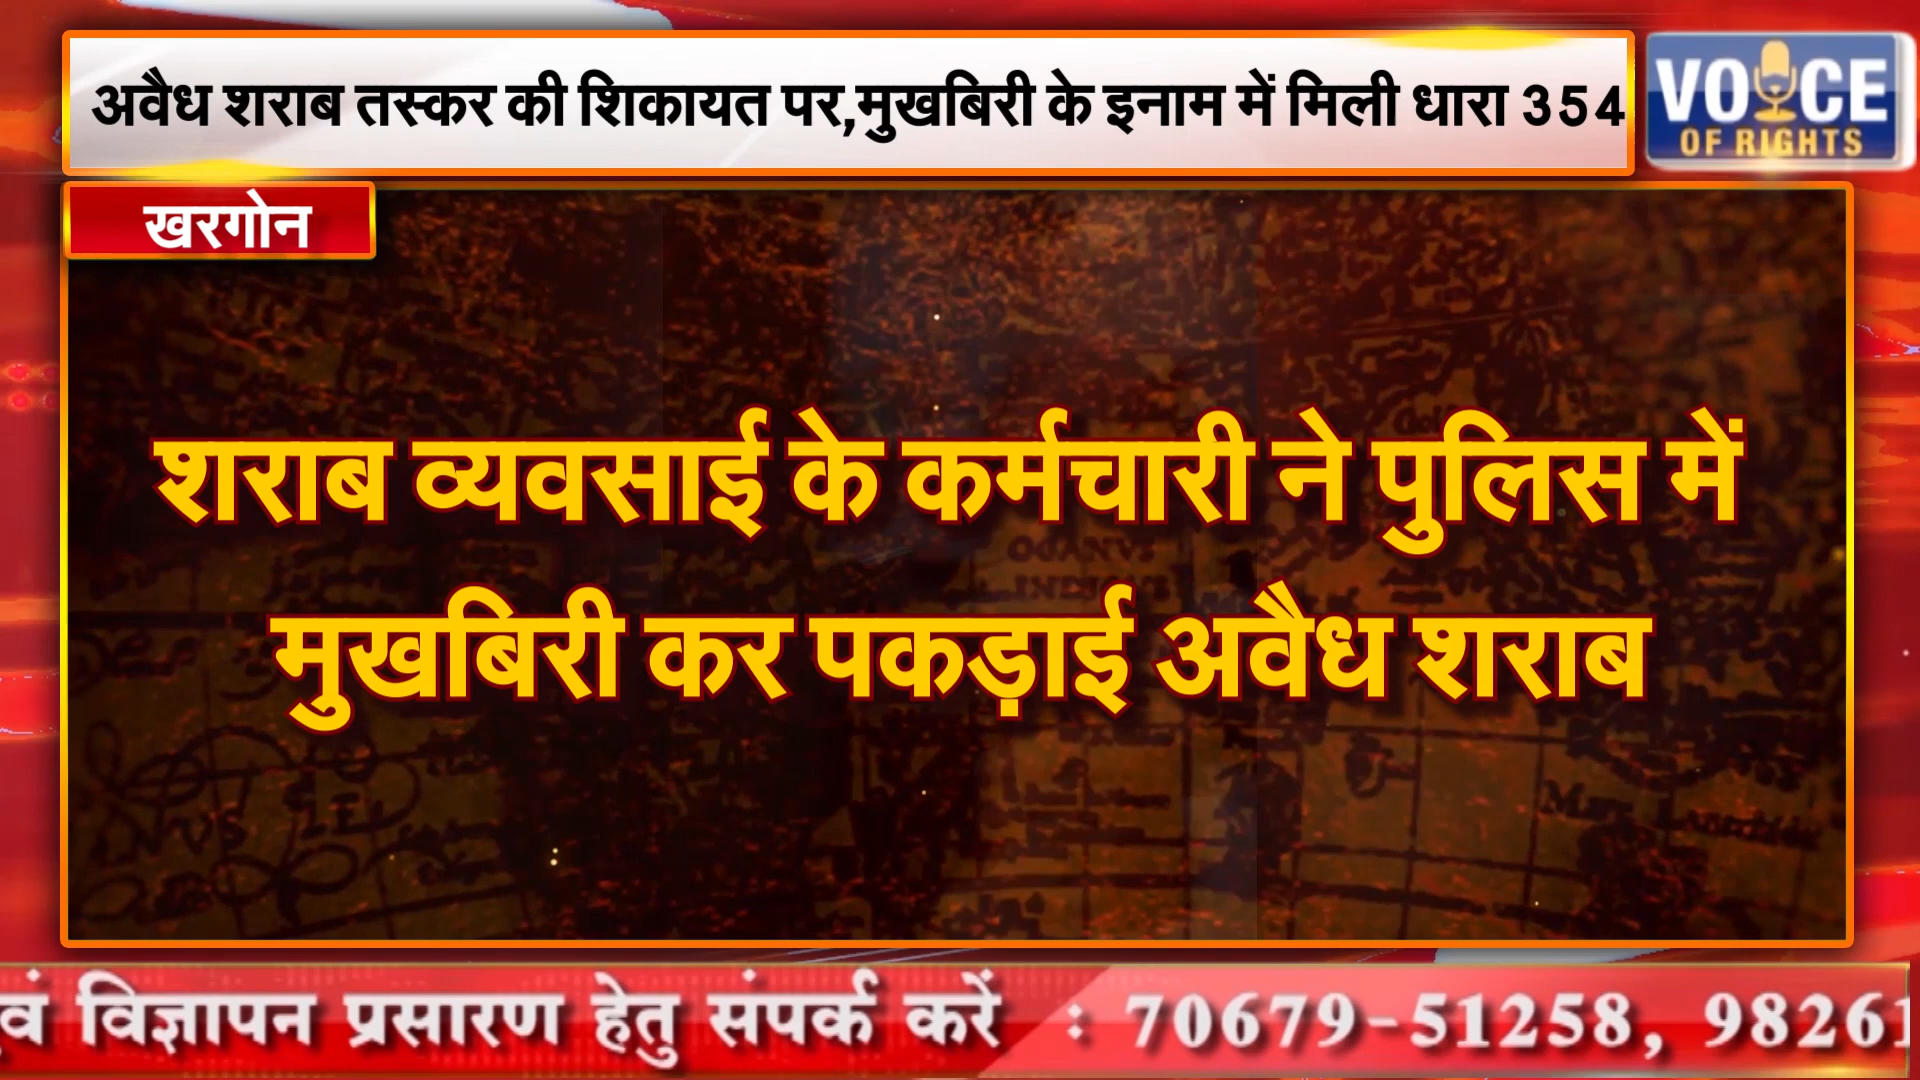 अवैध शराब तस्कर की शिकायत पर,मुखबिरी के इनाम में मिली धारा 354
VOICE
OF RIGHTS
खरगोन
शराब व्यवसाई के कर्मचारी ने पुलिस में
मुखबिरी कर पकड़ाई अवैध शराब
विज्ञापन प्रसारण हेतु संपर्क करें : 70679-51258, 98261